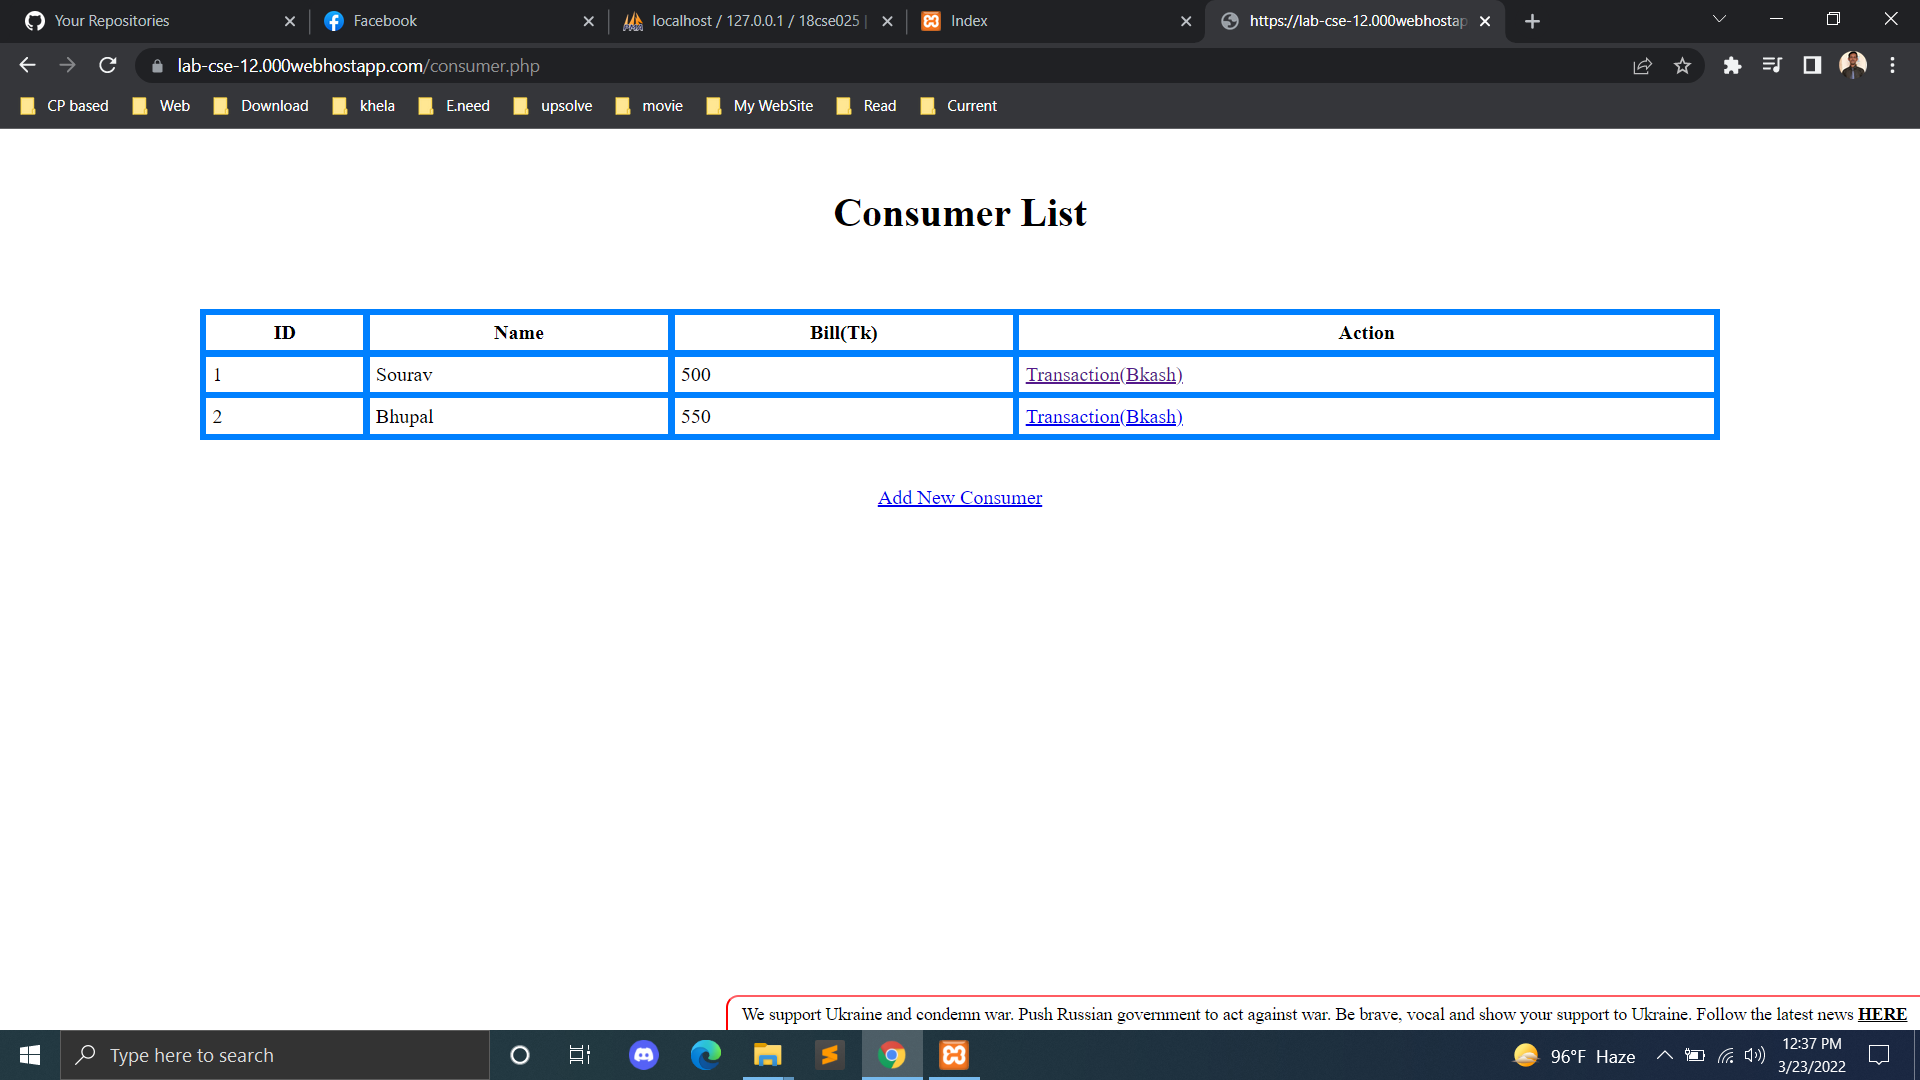 Your Repositories
Facebook
localhost / 127.0.0.1 / 18cse025 |
Index
https://lab-cse-12.000webhostap
lab-cse-12.000webhostapp.com/consumer.php
CP based
Web
Download
khela
E.need
upsolve
movie
My WebSite
Read
Current
Consumer List
ID Name Bill(Tk) Action
1 Sourav 500 Transaction(Bkash)
2 Bhupal 550 Transaction(Bkash)
Add New Consumer
We support Ukraine and condemn war. Push Russian government to act against war. Be brave, vocal and show your support to Ukraine. Follow the latest news HERE
Type here to search
96°F Haze
12:37 PM
3/23/2022